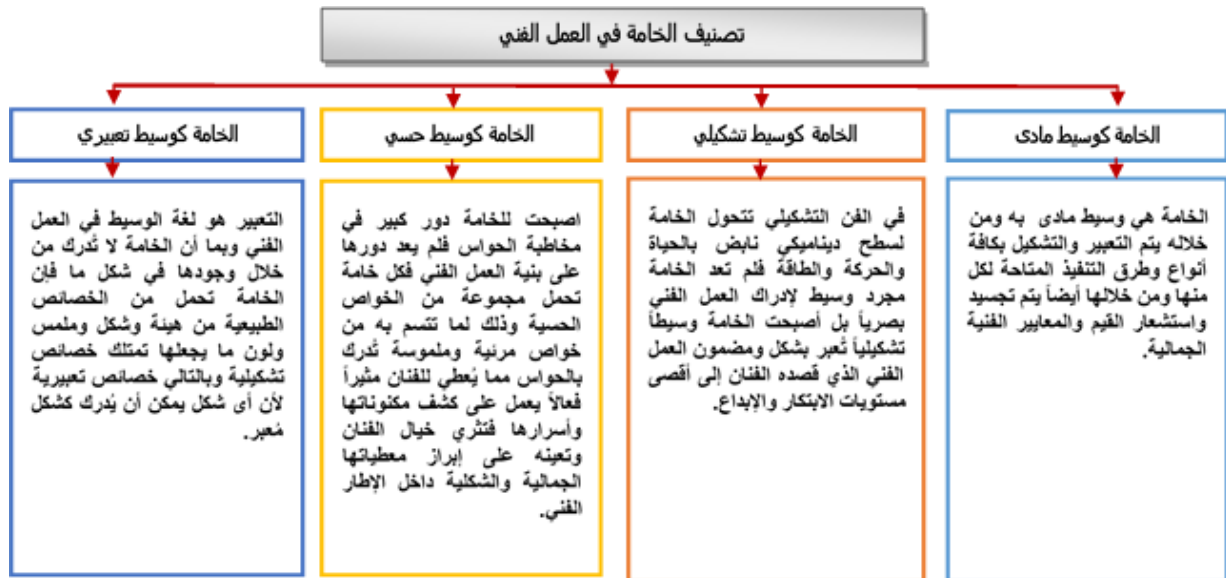 تصنيف الخامة في العمل الفني
الخامة كوسيط مادى
الخامة هي وسيط مادى به ومن
خلاله يتم التعبير والتشكيل بكافة
أنواع وطرق التنفيذ المتاحة لكل
منها ومن خلالها أيضاً يتم تجسيد
واستشعار القيم والمعايير الفنية
الجمالية.
الخامة كوسيط تشكيلي
في الفن التشكيلي تتحول الخامة
لسطح ديناميكي نابض بالحياة
والحركة والطاقة فلم تعد الخامة
مجرد وسيط لإدراك العمل الفني
بصرياً بل أصبحت الخامة وسيطاً
تشكيلياً تُعبر بشكل ومضمون العمل
الفني الذي قصده الفنان إلى أقصى
مستويات الابتكار والإبداع.
الخامة كوسيط حسي
اصبحت للخامة دور كبير في
مخاطبة الحواس فلم يعد دورها
على بنية العمل الفني فكل خامة
تحمل مجموعة من الخواص
الحسية وذلك لما تتسم به من
خواص مرئية وملموسة تُدرك
بالحواس مما يُعطي للفنان مثيراً
فعالاً يعمل على كشف مكنوناتها
وأسرارها فتثري خيال الفنان
وتعينه على إبراز معطياتها
الجمالية والشكلية داخل الإطار
الفني.
الخامة كوسيط تعبيري
التعبير هو لغة الوسيط في العمل
الفني وبما أن الخامة لا تُدرك من
خلال وجودها في شكل ما فإن
الخامة تحمل من الخصائص
الطبيعية من هيئة وشكل وملمس
ولون ما يجعلها تمتلك خصائص
تشكيلية وبالتالي خصائص تعبيرية
لأن أى شكل يمكن أن يُدرك كشكل
مُعبر.